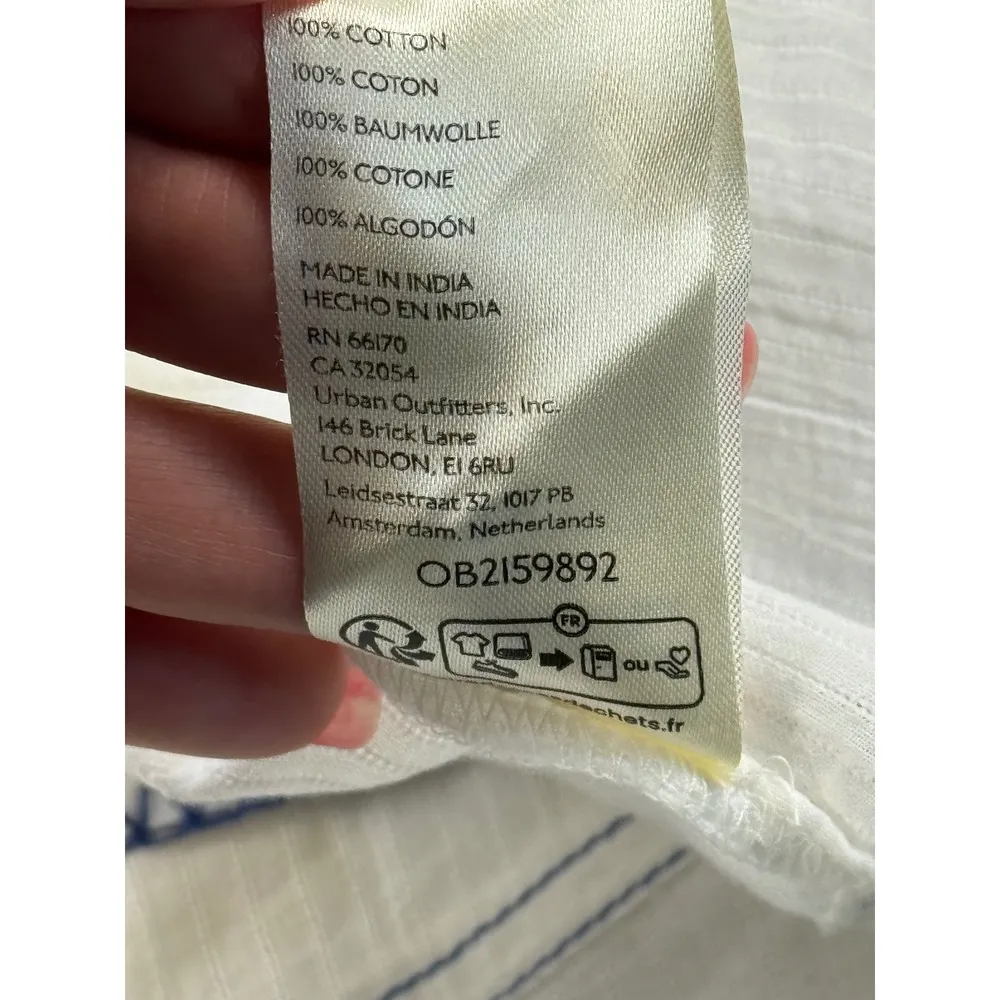 100% COTTON
100% COTON
100% BAUMWOLLE
100% COTONE
100% ALGODÓN
MADE IN INDIA
HECHO EN INDIA
RN 66170
CA 32054
Urban Outfitters, Inc.
146 Brick Lane
LONDON, E1 6RU
Leidsestraat 32, 1017 PB
Amsterdam, Netherlands
OB2159892
FR
ou